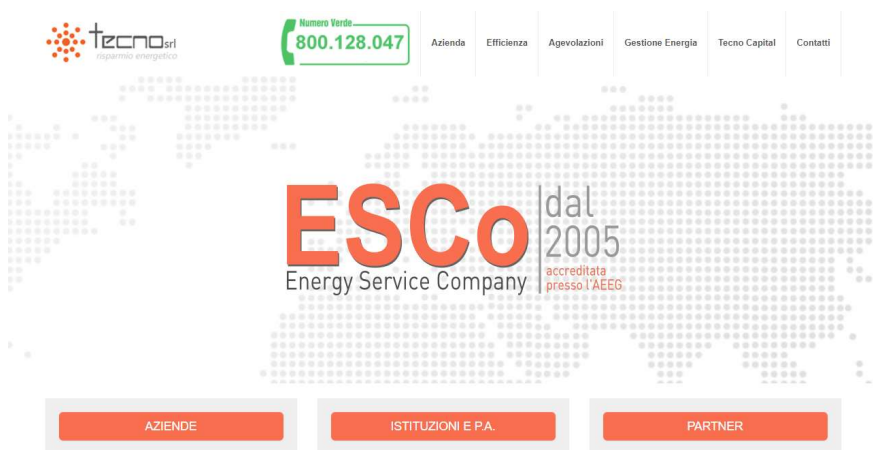 tecno srl
risparmio energetico
Numero Verde
800.128.047
Azienda
Efficienza
Agevolazioni
Gestione Energia
Tecno Capital
Contatti
ESCo
Energy Service Company
dal
2005
accreditata
presso l'AEEG
AZIENDE
ISTITUZIONI E P.A.
PARTNER